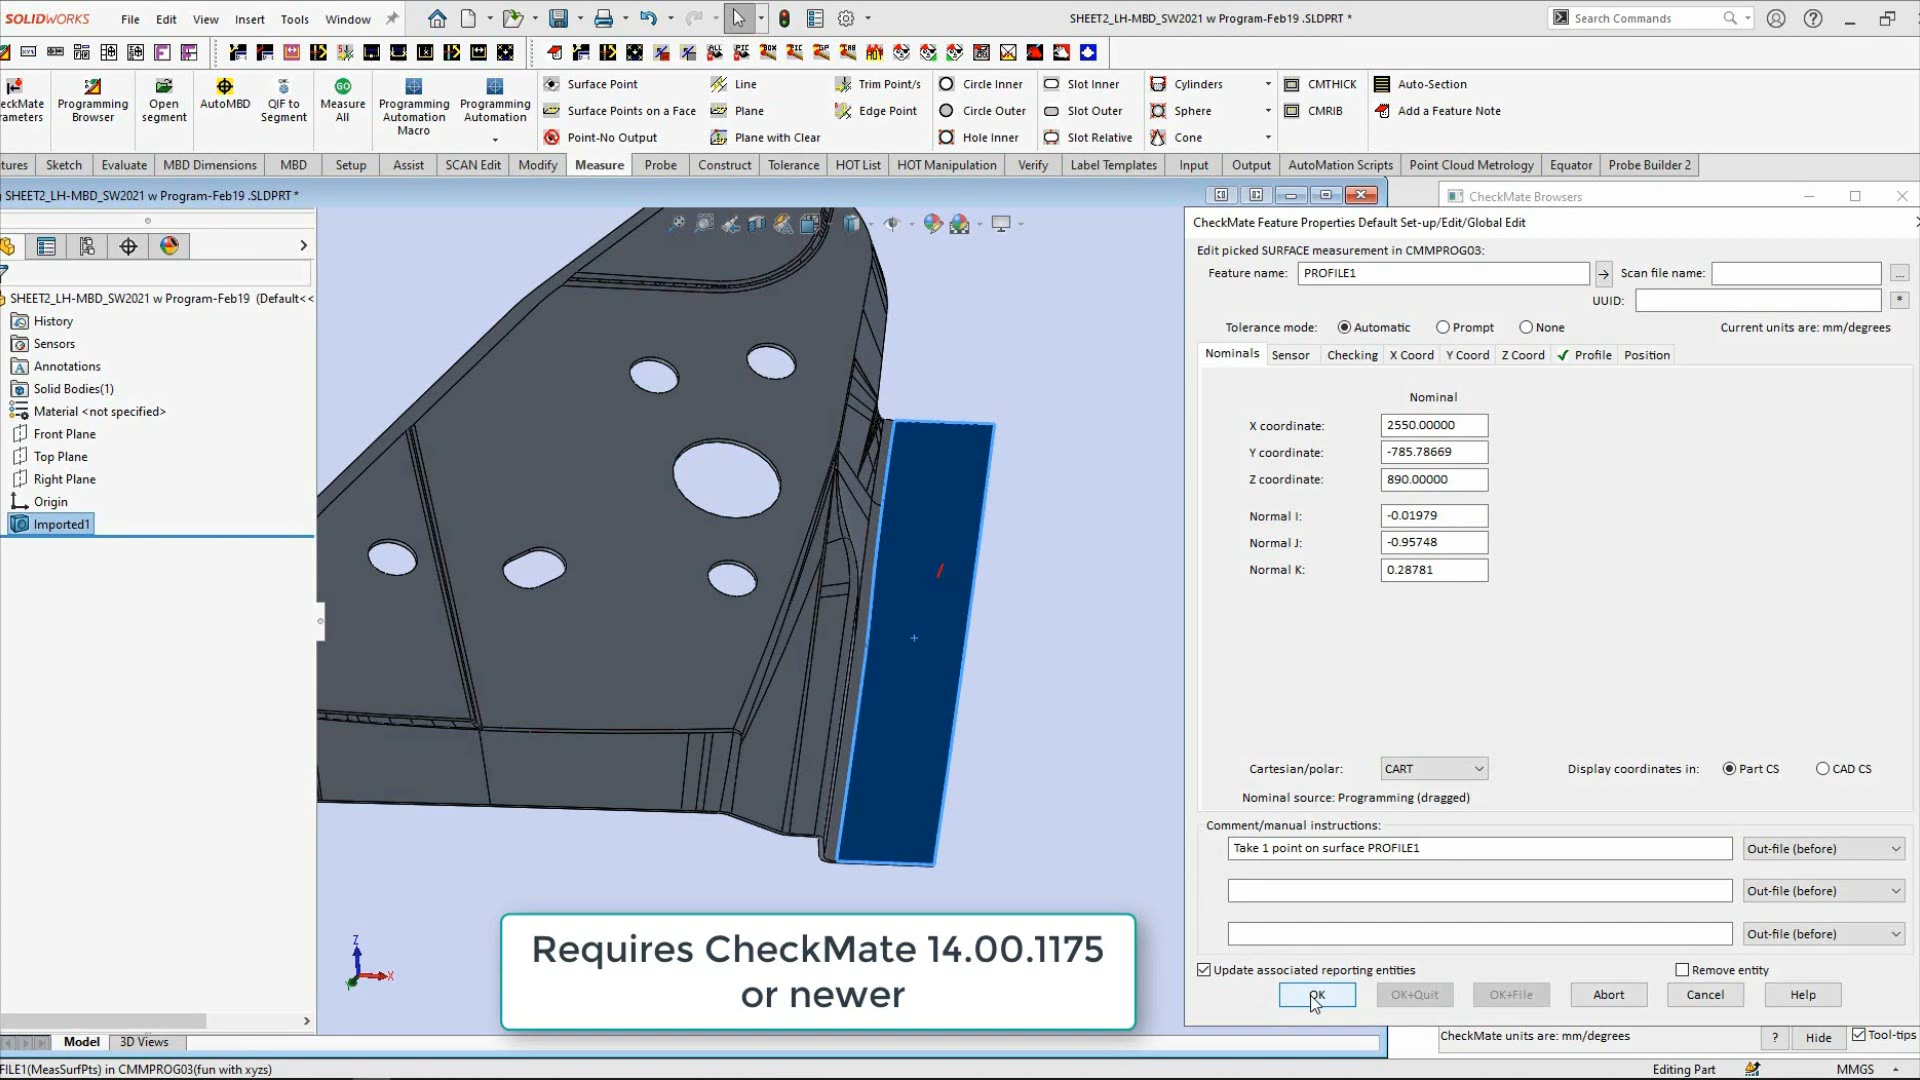 SOLIDWORKS File Edit View Insert Tools Window SHEET2_LH-MBD_SW2021 w Program-Feb19 .SLDPRT * Search Commands
eckMate
rameters
Programming
Browser
Open
segment
AutoMBD
QIF to
Segment
GO
Measure
All
Programming
Automation
Macro
Programming
Automation
Surface Point
Surface Points on a Face
Point-No Output
Line
Plane
Plane with Clear
Trim Point/s
Edge Point
Circle Inner
Circle Outer
Hole Inner
Slot Inner
Slot Outer
Slot Relative
Cylinders
Sphere
Cone
CMTHICK
CMRIB
Auto-Section
Add a Feature Note
tures Sketch Evaluate MBD Dimensions MBD Setup Assist SCAN Edit Modify Measure Probe Construct Tolerance HOT List HOT Manipulation Verify Label Templates Input Output AutoMation Scripts Point Cloud Metrology Equator Probe Builder 2
SHEET2_LH-MBD_SW2021 w Program-Feb19 .SLDPRT *
CheckMate Browsers
SHEET2_LH-MBD_SW2021 w Program-Feb19 (Default<<
History
Sensors
Annotations
Solid Bodies(1)
Material <not specified>
Front Plane
Top Plane
Right Plane
Origin
Imported1
CheckMate Feature Properties Default Set-up/Edit/Global Edit
Edit picked SURFACE measurement in CMMPROG03:
Feature name: PROFILE1 Scan file name: ...
UUID: *
Tolerance mode: Automatic Prompt None Current units are: mm/degrees
Nominals Sensor Checking X Coord Y Coord Z Coord Profile Position
Nominal
X coordinate: 2550.00000
Y coordinate: -785.78669
Z coordinate: 890.00000
Normal I: -0.01979
Normal J: -0.95748
Normal K: 0.28781
Cartesian/polar: CART Display coordinates in: Part CS CAD CS
Nominal source: Programming (dragged)
Comment/manual instructions:
Take 1 point on surface PROFILE1 Out-file (before)
Out-file (before)
Out-file (before)
Update associated reporting entities Remove entity
OK OK+Quit OK+File Abort Cancel Help
CheckMate units are: mm/degrees ? Hide Tool-tips
Z
X
Y
Requires CheckMate 14.00.1175
or newer
Model 3D Views
FILE1(MeasSurfPts) in CMMPROG03(fun with xyzs) Editing Part MMGS